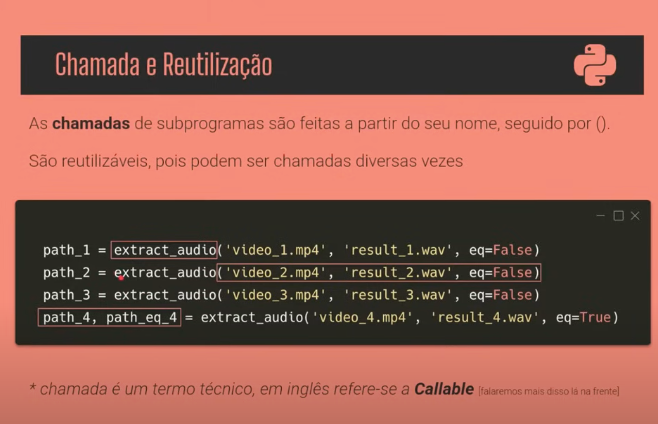 Chamada e Reutilização
As chamadas de subprogramas são feitas a partir do seu nome, seguido por ().
São reutilizáveis, pois podem ser chamadas diversas vezes
path_1 = extract_audio('video_1.mp4', 'result_1.wav', eq=False)
path_2 = extract_audio('video_2.mp4', 'result_2.wav', eq=False)
path_3 = extract_audio('video_3.mp4', 'result_3.wav', eq=False)
path_4, path_eq_4 = extract_audio('video_4.mp4', 'result_4.wav', eq=True)
* chamada é um termo técnico, em inglês refere-se a Callable [falaremos mais disso lá na frente]